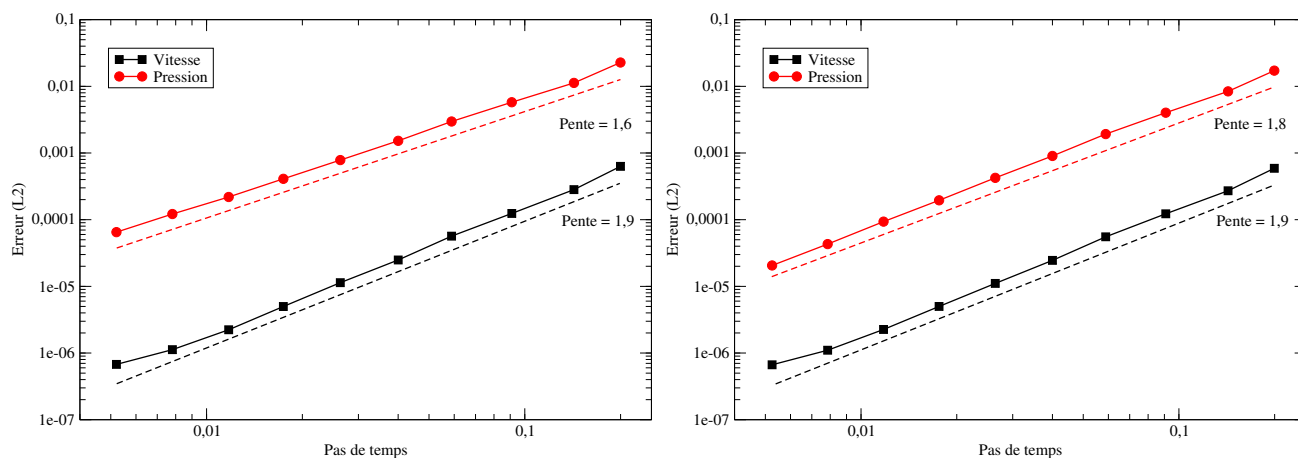 0,1
0,01
0,001
0,0001
1e-05
1e-06
1e-07
Erreur (L2)
Vitesse
Pression
Pente = 1,6
Pente = 1,9
0,01
0,1
Pas de temps
0,1
0,01
0,001
0,0001
1e-05
1e-06
1e-07
Erreur (L2)
Vitesse
Pression
Pente = 1,8
Pente = 1,9
0,01
0,1
Pas de temps